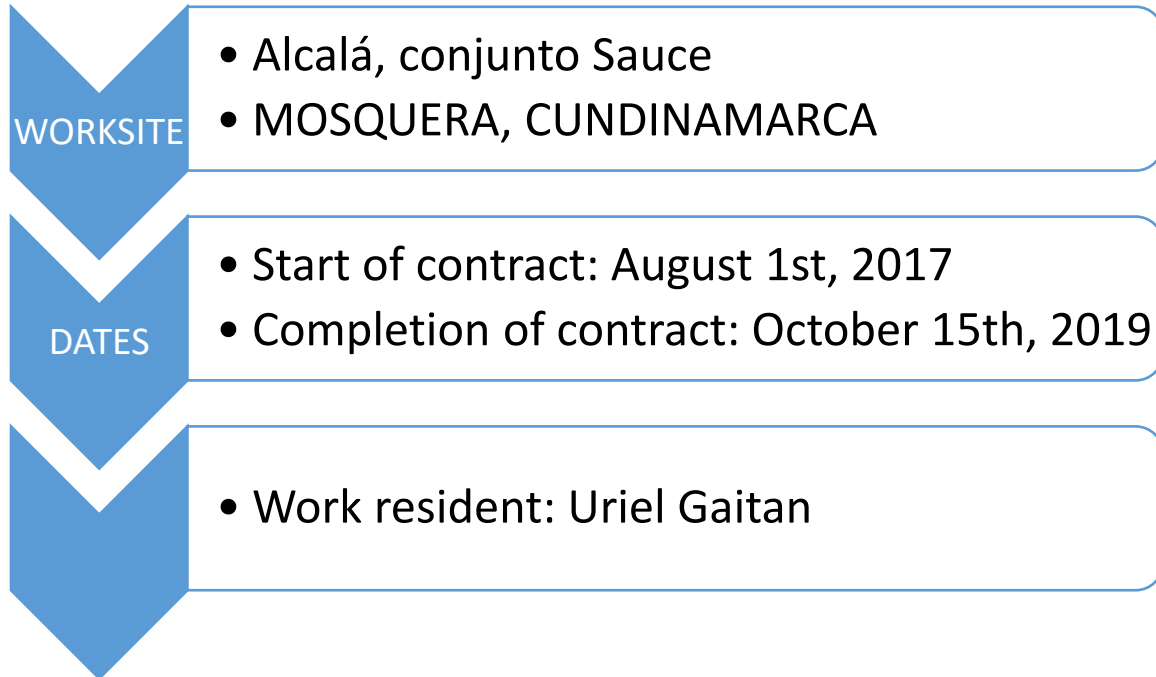 WORKSITE
• Alcalá, conjunto Sauce
• MOSQUERA, CUNDINAMARCA
DATES
• Start of contract: August 1st, 2017
• Completion of contract: October 15th, 2019
• Work resident: Uriel Gaitan